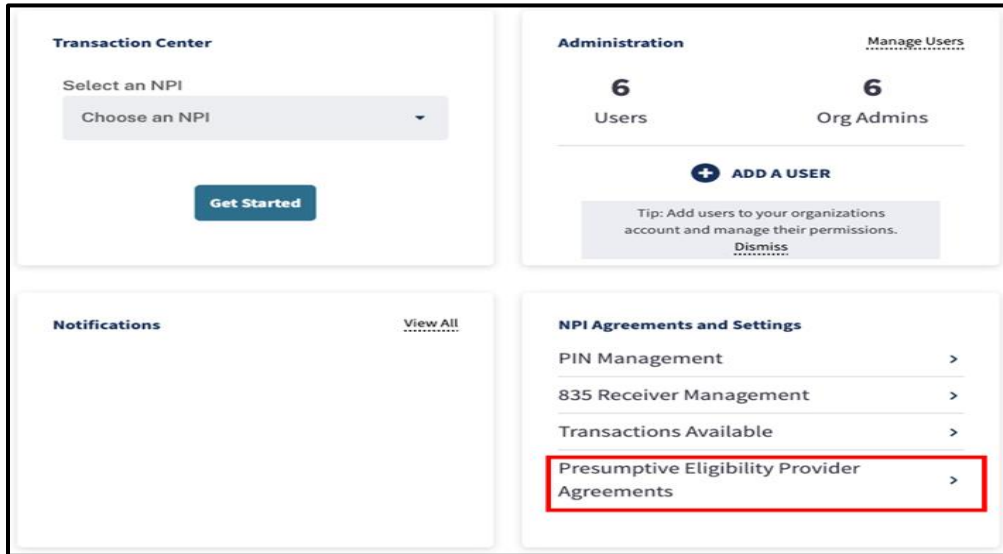 Transaction Center
Select an NPI
Choose an NPI
Get Started
Administration
Manage Users
6
6
Users
Org Admins
ADD A USER
Tip: Add users to your organizations
account and manage their permissions.
Dismiss
Notifications
View All
NPI Agreements and Settings
PIN Management
835 Receiver Management
Transactions Available
Presumptive Eligibility Provider
Agreements